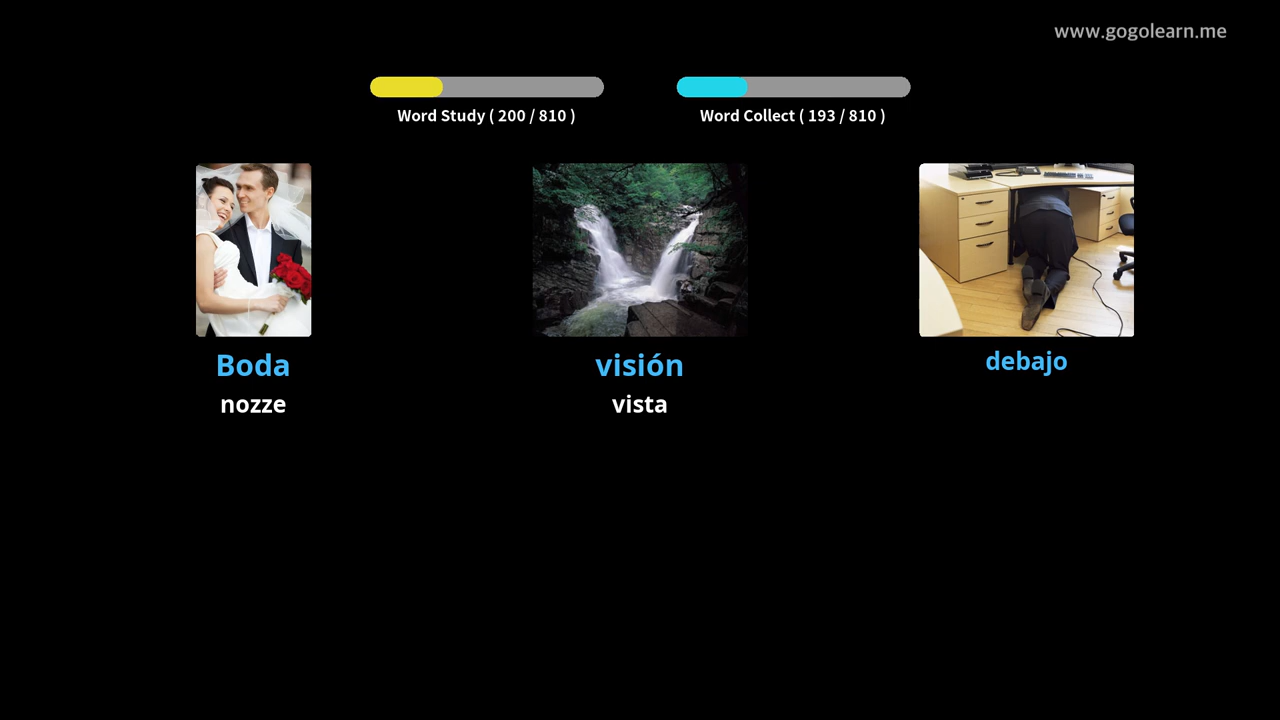 www.gogolearn.me
Word Study ( 200 / 810 )
Word Collect ( 193 / 810 )
Boda
nozze
visión
vista
debajo